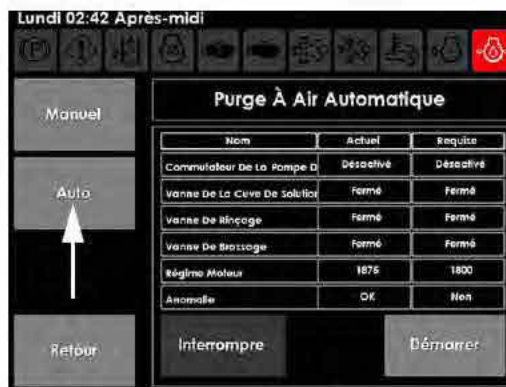 Lundi 02:42 Après-midi
Manuel
Purge À Air Automatique
Nom Actuel Requise
Commutateur De La Pompe D Désactivé Désactivé
Auto
Vanne De La Cuve De Solution Fermé Fermé
Vanne De Rinçage Fermé Fermé
Vanne De Brossage Fermé Fermé
Régime Moteur 1875 1800
Anomalie OK Non
Retour
Interrompre
Démarrer